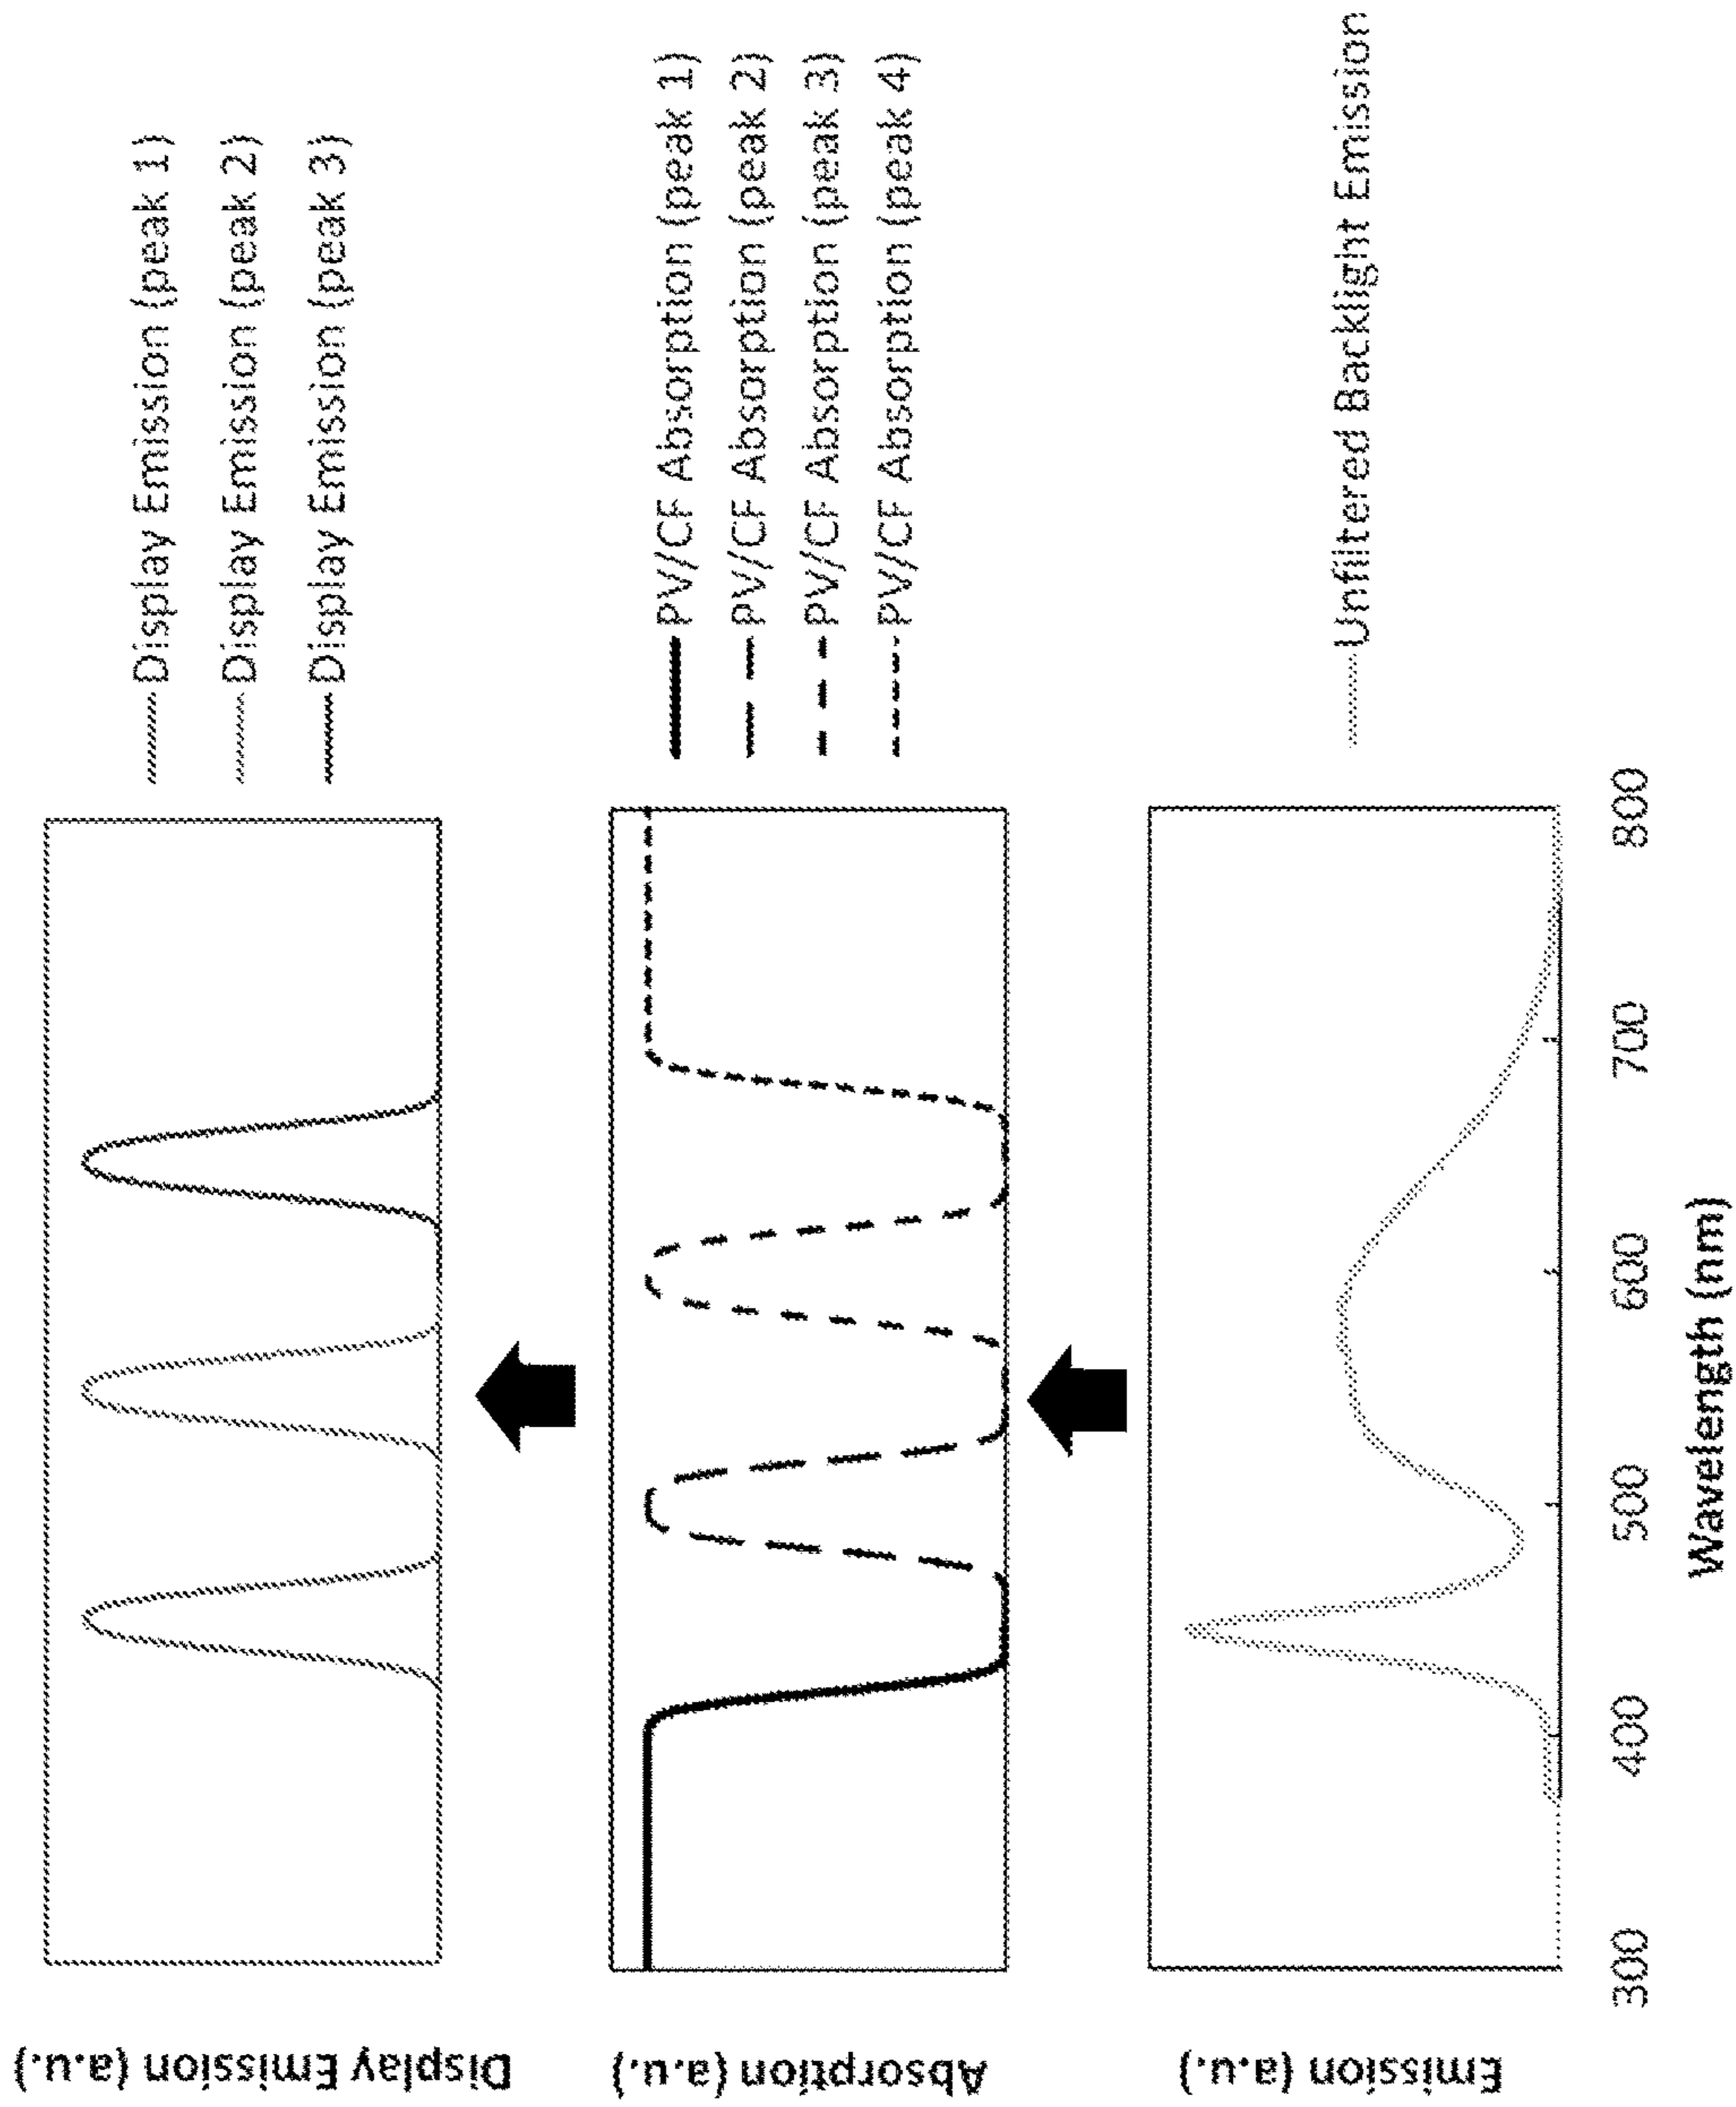 Display Emission (a.u.)
Display Emission (peak 1)
Display Emission (peak 2)
Display Emission (peak 3)
Absorption (a.u.)
PV/CF Absorption (peak 1)
PV/CF Absorption (peak 2)
PV/CF Absorption (peak 3)
PV/CF Absorption (peak 4)
Emission (a.u.)
Unfiltered Backlight Emission
300 400 500 600 700 800
Wavelength (nm)